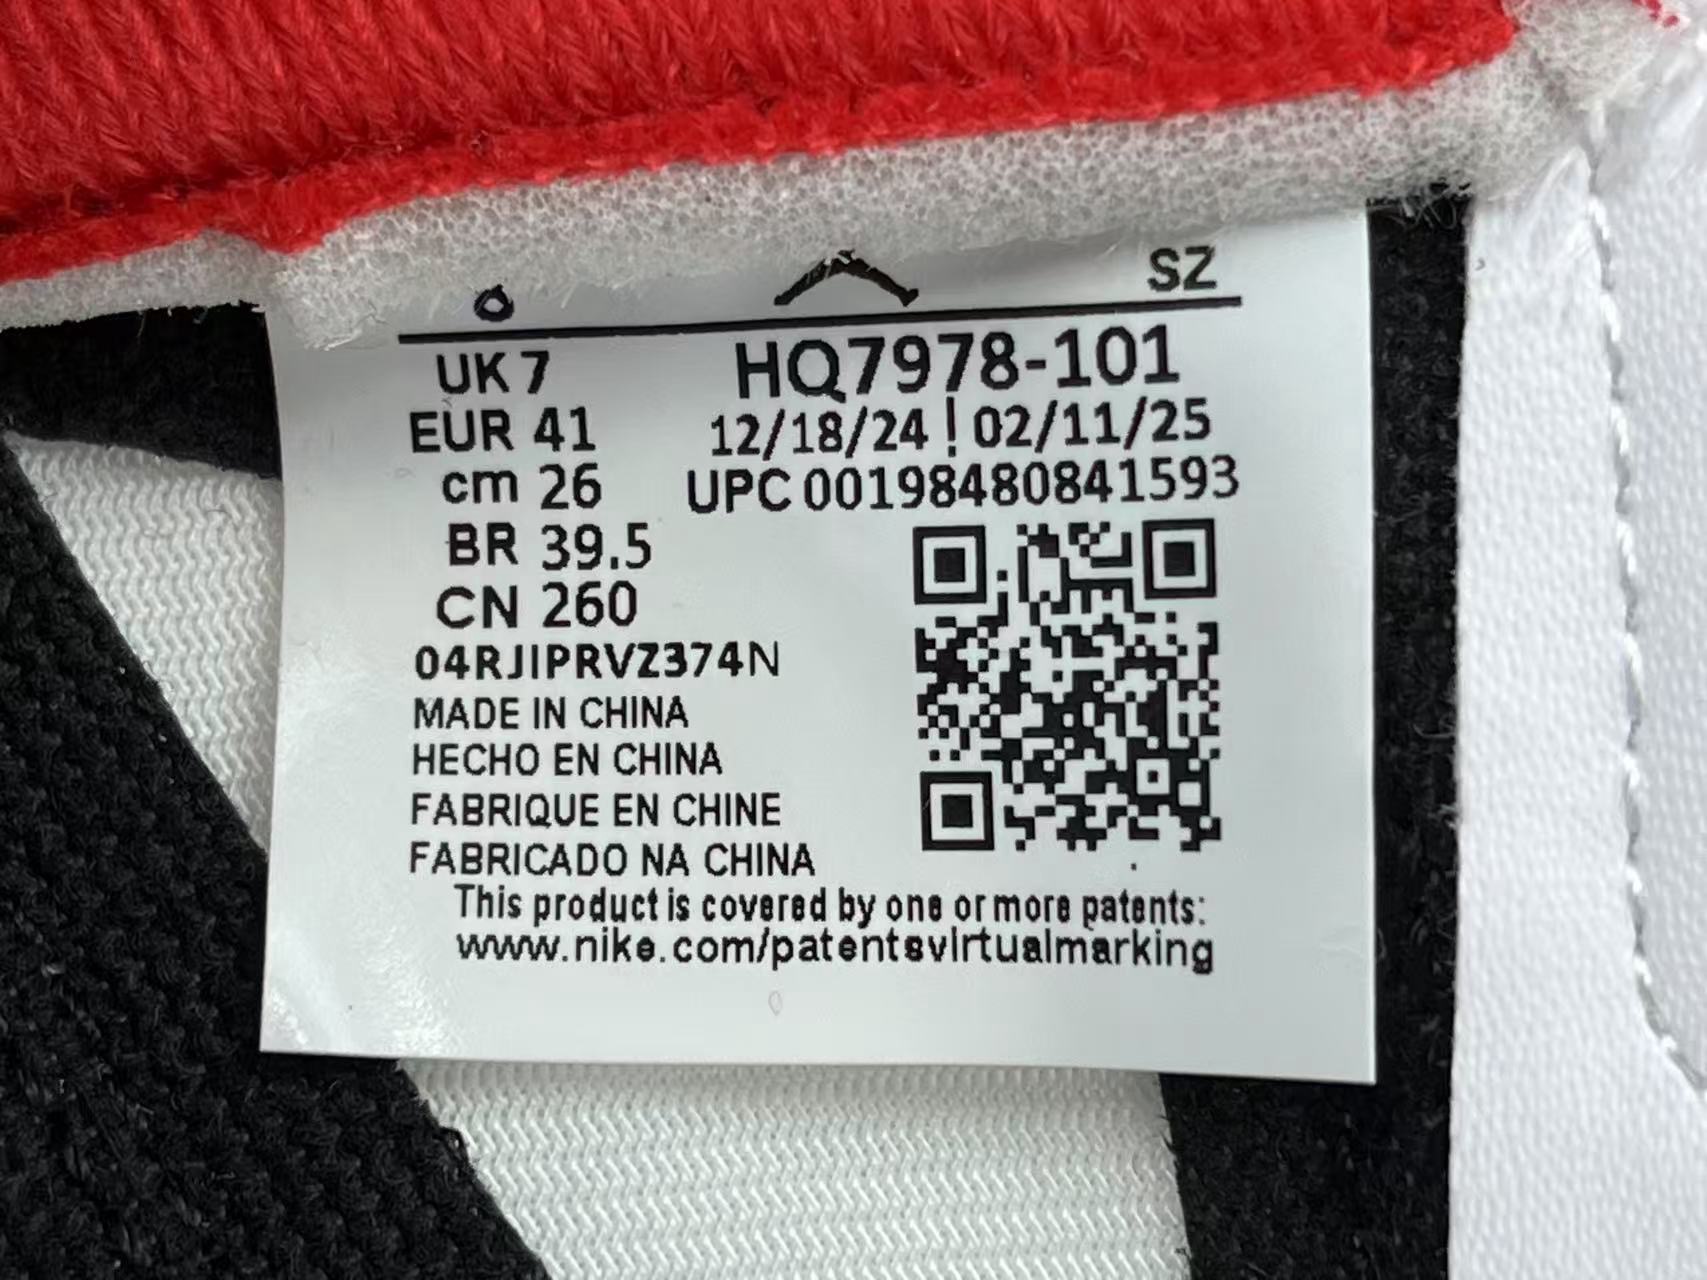 SZ
UK 7
HQ7978-101
EUR 41
12/18/24 ! 02/11/25
cm 26
UPC 00198480841593
BR 39.5
CN 260
04RJIPRVZ374N
MADE IN CHINA
HECHO EN CHINA
FABRIQUE EN CHINE
FABRICADO NA CHINA
This product is covered by one or more patents:
www.nike.com/patentsvirtualmarking